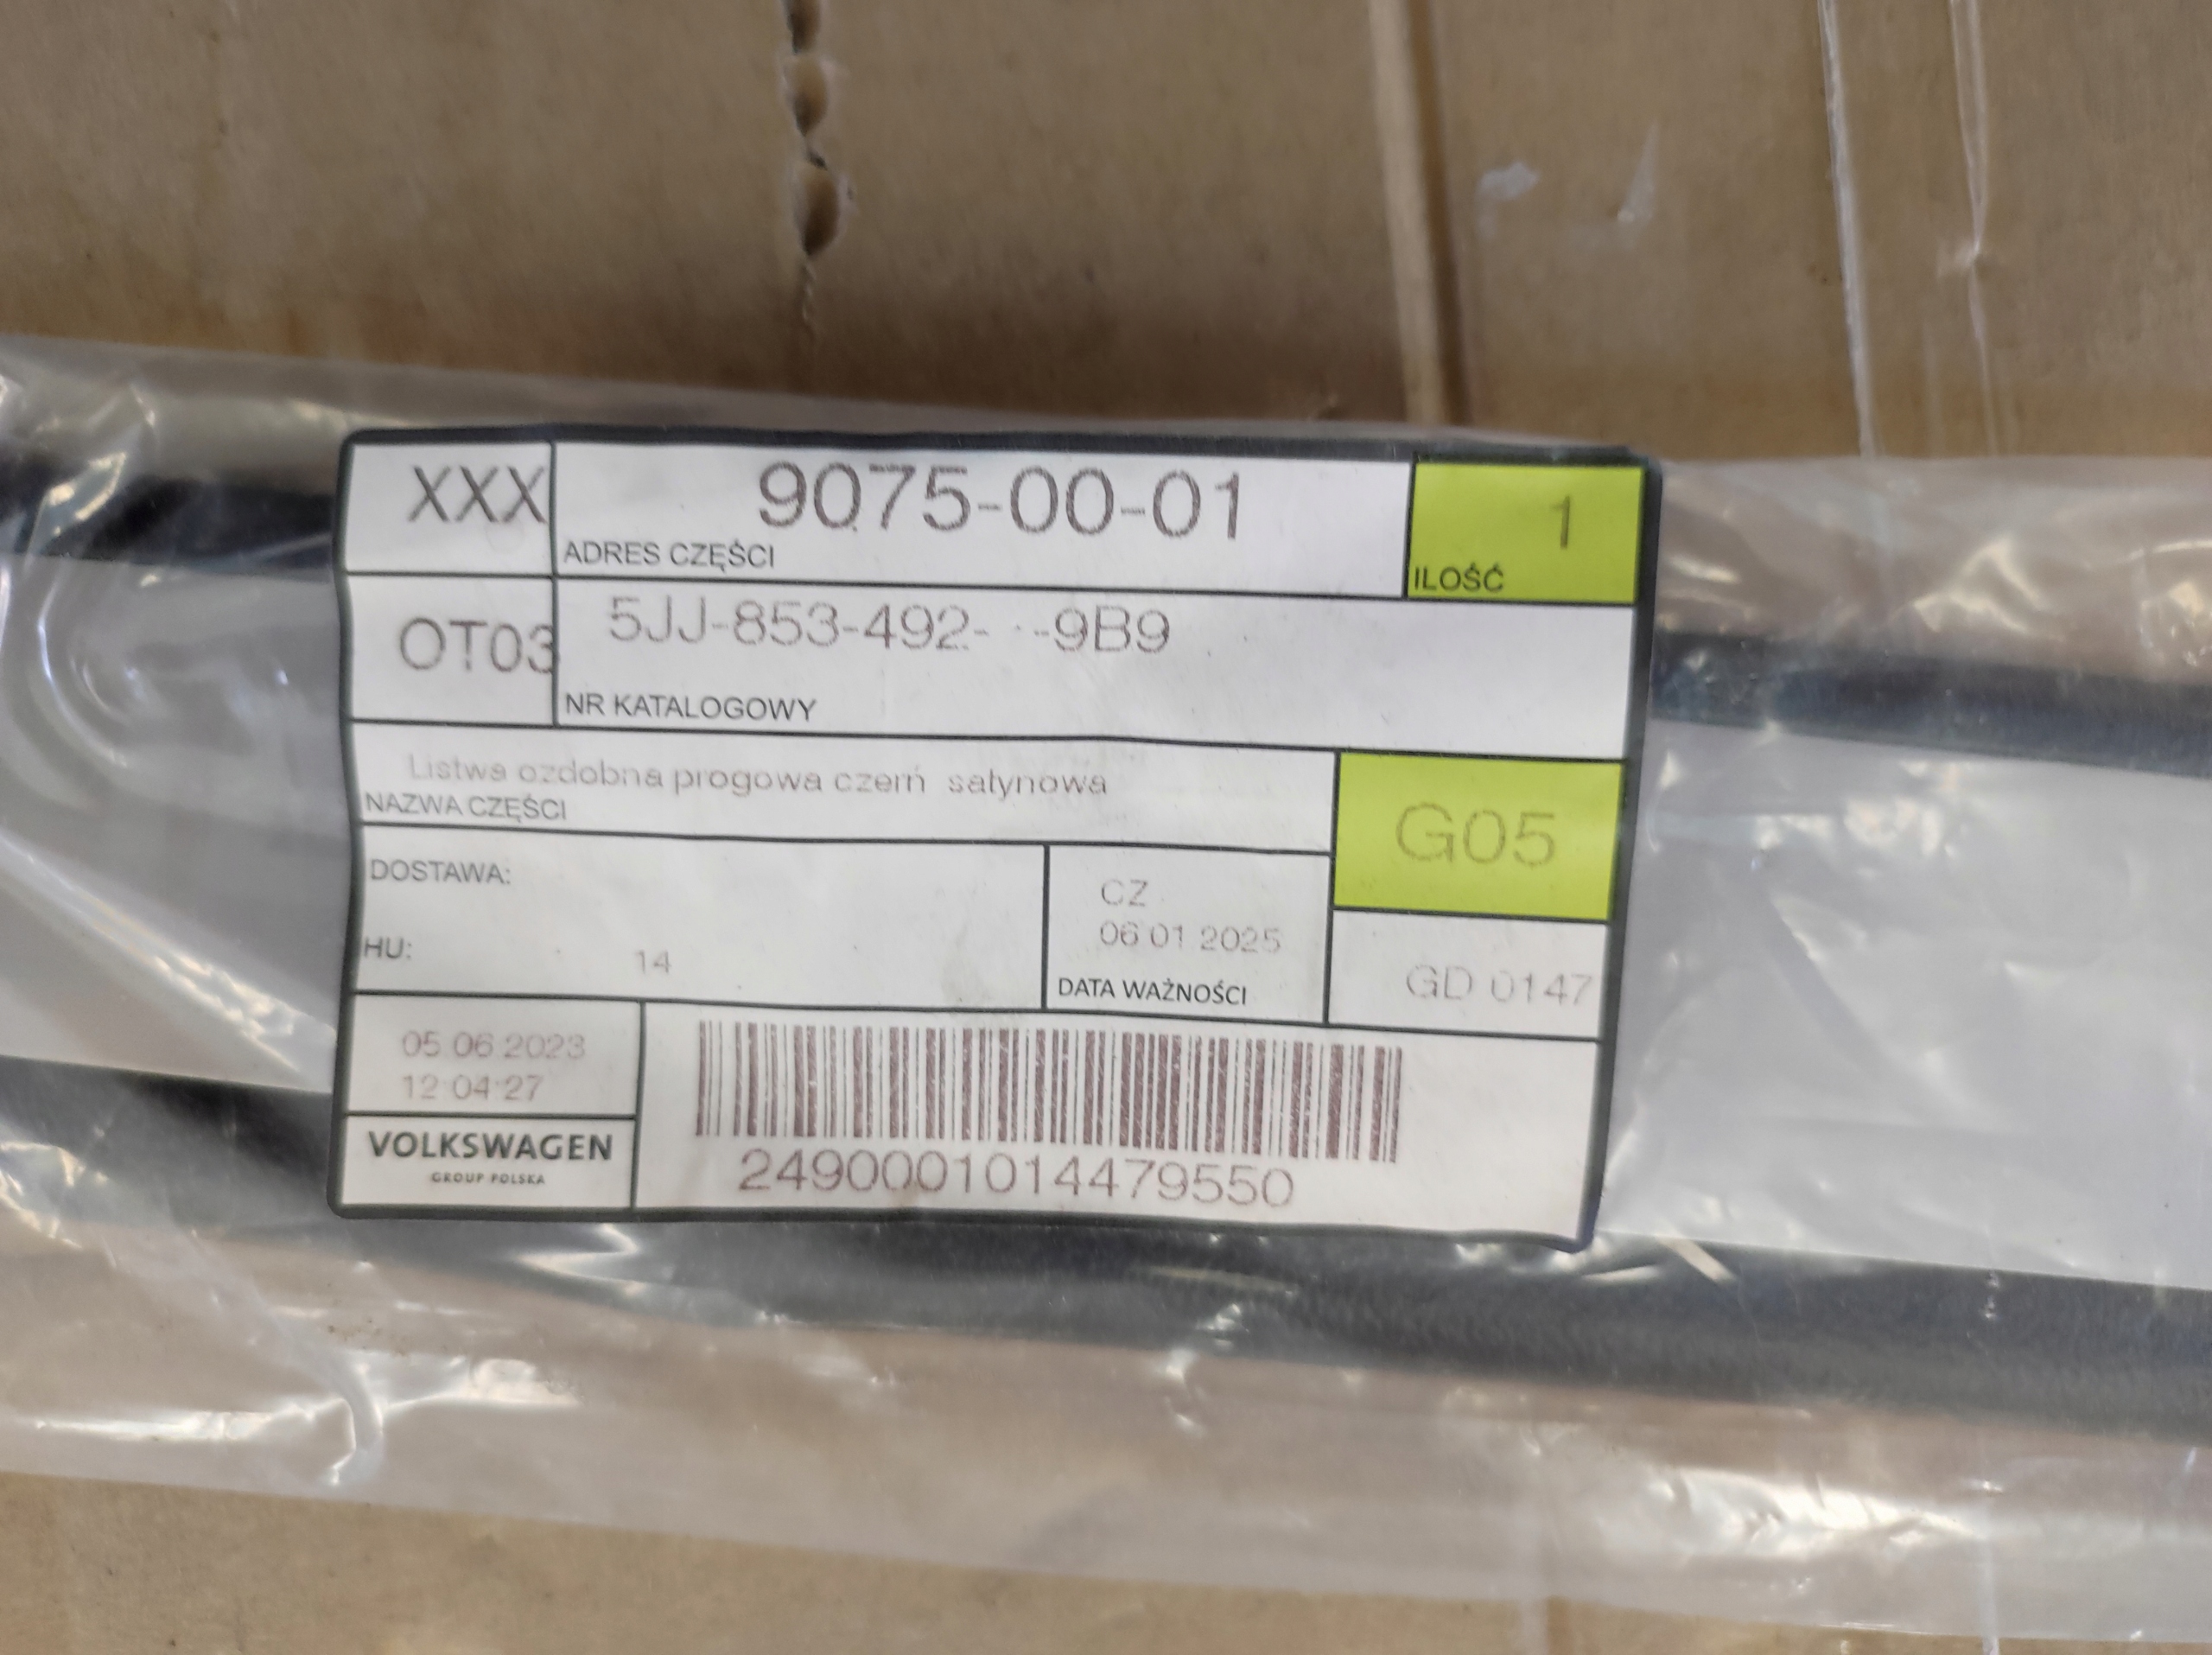 XXX
9075-00-01
ADRES CZĘŚCI
1
ILOŚĆ
OT03
5JJ-853-492- -9B9
NR KATALOGOWY
Listwa ozdobna progowa czerń satynowa
NAZWA CZĘŚCI
G05
DOSTAWA:
HU: 14
CZ
06 01 2025
DATA WAŻNOŚCI
GD 0147
05 06 2023
12:04:27
VOLKSWAGEN
GROUP POLSKA
2490001014479550